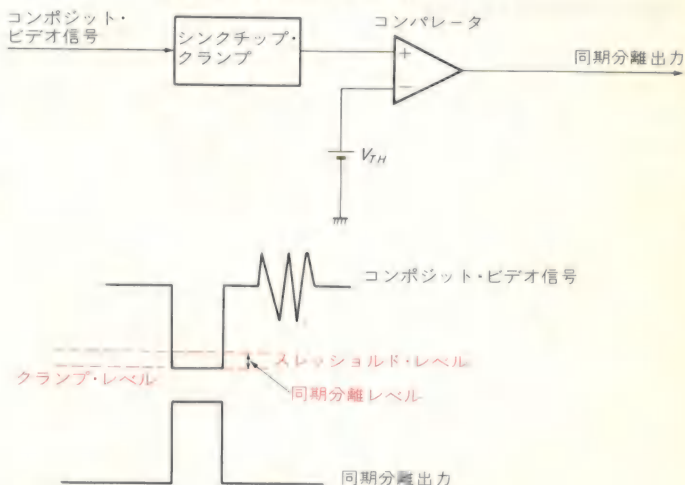 コンポジット・
ビデオ信号
シンクチップ・
クランプ
コンパレータ
+
−
同期分離出力
VTH
コンポジット・ビデオ信号
スレッショルド・レベル
クランプ・レベル
同期分離レベル
同期分離出力